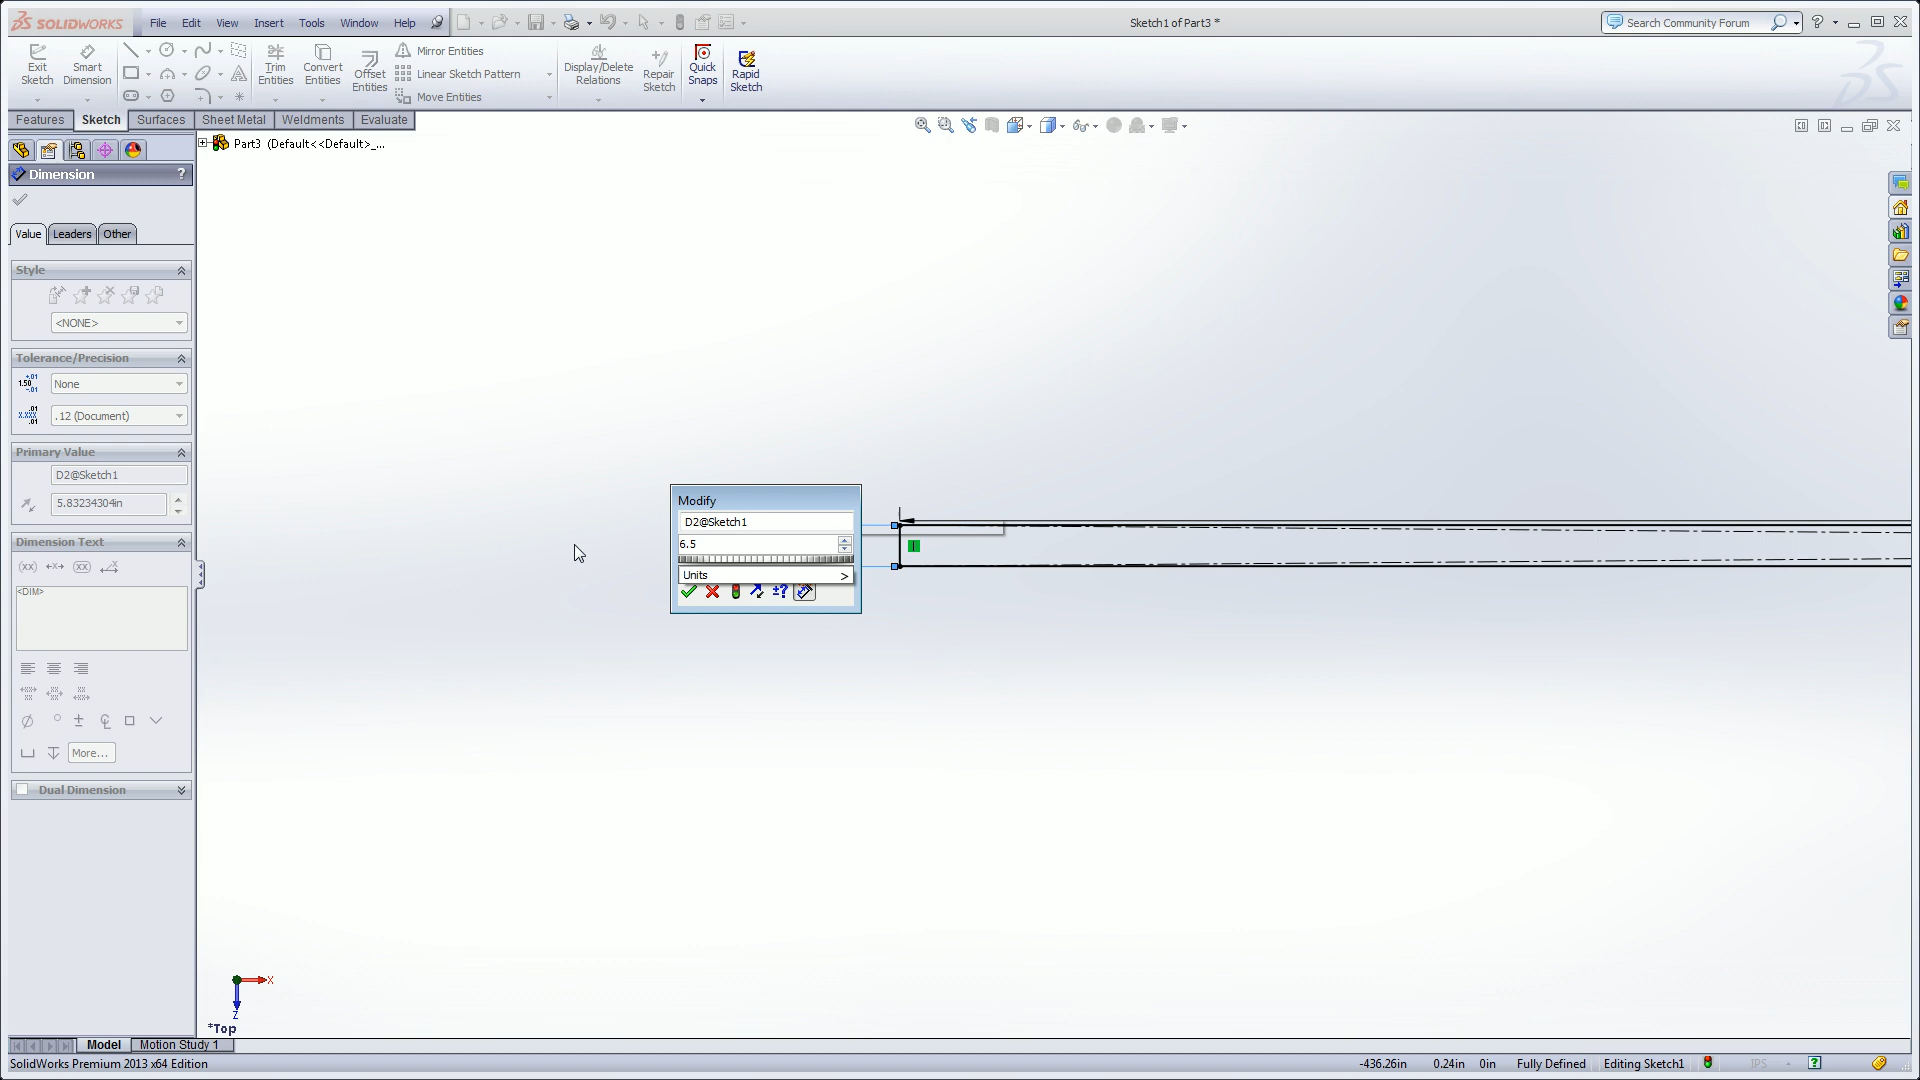 SOLIDWORKS File Edit View Insert Tools Window Help Sketch1 of Part3 * Search Community Forum ?
Exit Sketch
Smart Dimension
Trim Entities
Convert Entities
Offset Entities
Mirror Entities
Linear Sketch Pattern
Move Entities
Display/Delete Relations
Repair Sketch
Quick Snaps
Rapid Sketch
Features Sketch Surfaces Sheet Metal Weldments Evaluate
Part3 (Default<<Default>_...
Dimension ?
Value Leaders Other
Style
<NONE>
Tolerance/Precision
None
.12 (Document)
Primary Value
D2@Sketch1
5.83234304in
Dimension Text
<DIM>
More...
Dual Dimension
Modify
D2@Sketch1
6.5
Units >
±?
X
Z
*Top
Model Motion Study 1
SolidWorks Premium 2013 x64 Edition -436.26in 0.24in 0in Fully Defined Editing Sketch1 IPS ?